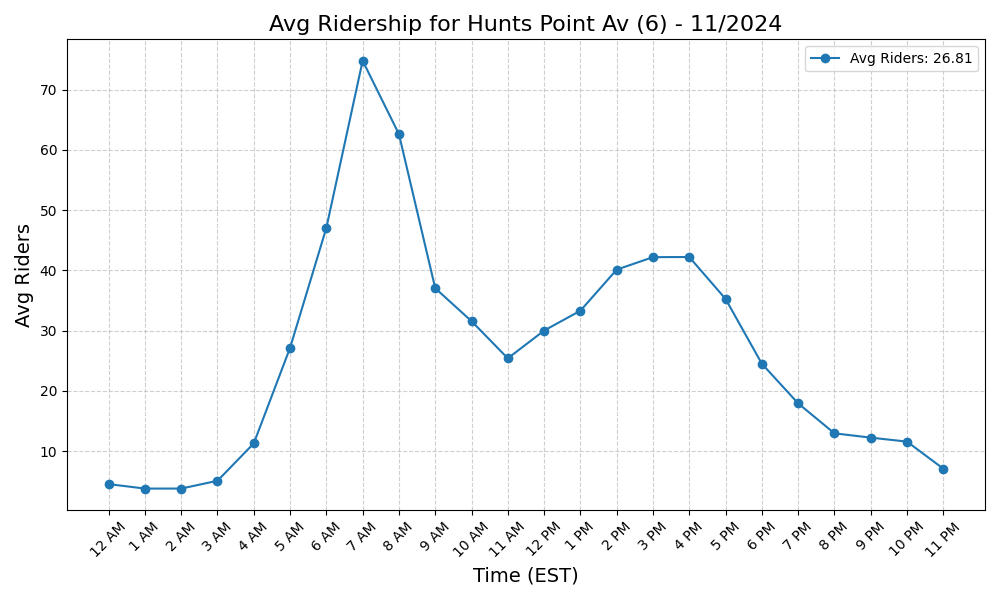 Avg Ridership for Hunts Point Av (6) - 11/2024
Avg Riders: 26.81
Avg Riders
70
60
50
40
30
20
10
12 AM
1 AM
2 AM
3 AM
4 AM
5 AM
6 AM
7 AM
8 AM
9 AM
10 AM
11 AM
12 PM
1 PM
2 PM
3 PM
4 PM
5 PM
6 PM
7 PM
8 PM
9 PM
10 PM
11 PM
Time (EST)